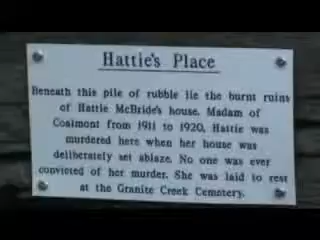 Hattie's Place
Beneath this pile of rubble lie the burnt ruins
of Hattie McBride's house. Madam of
Coalmont from 1911 to 1920, Hattie was
murdered here when her house was
deliberately set ablaze. No one was ever
convicted of her murder. She was laid to rest
at the Granite Creek Cemetery.